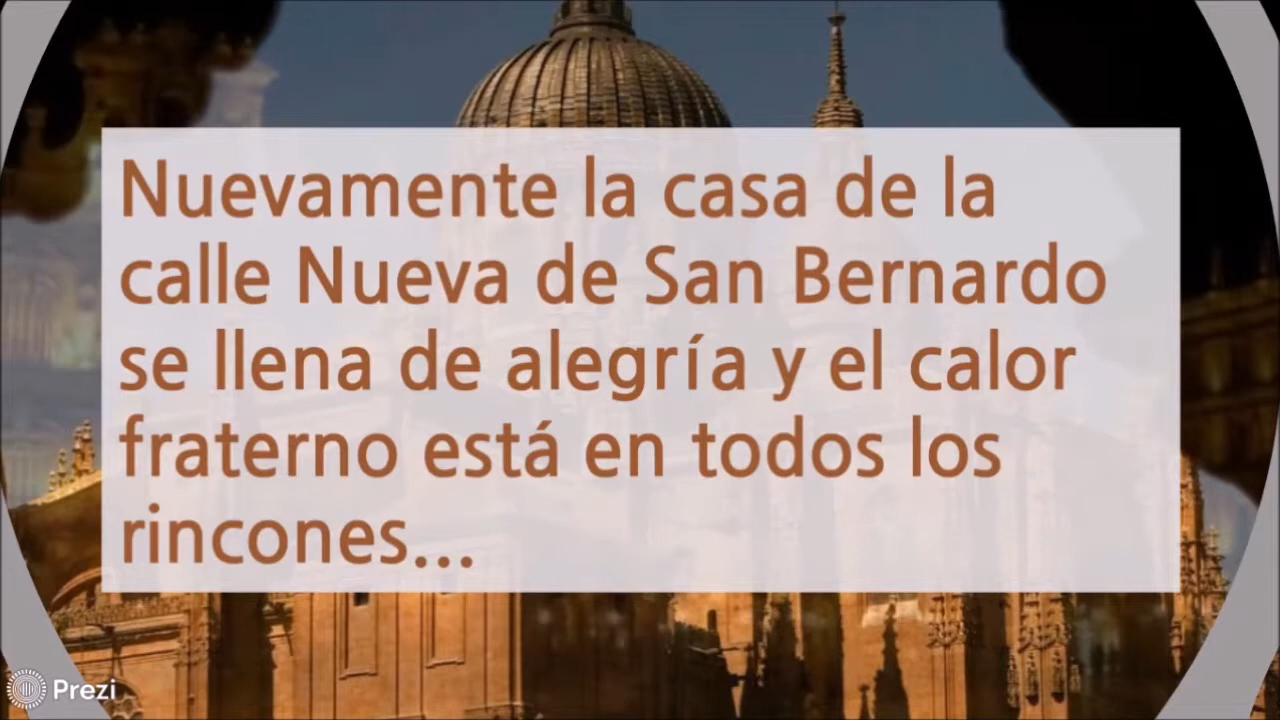 Nuevamente la casa de la
calle Nueva de San Bernardo
se llena de alegría y el calor
fraterno está en todos los
rincones...
Prezi